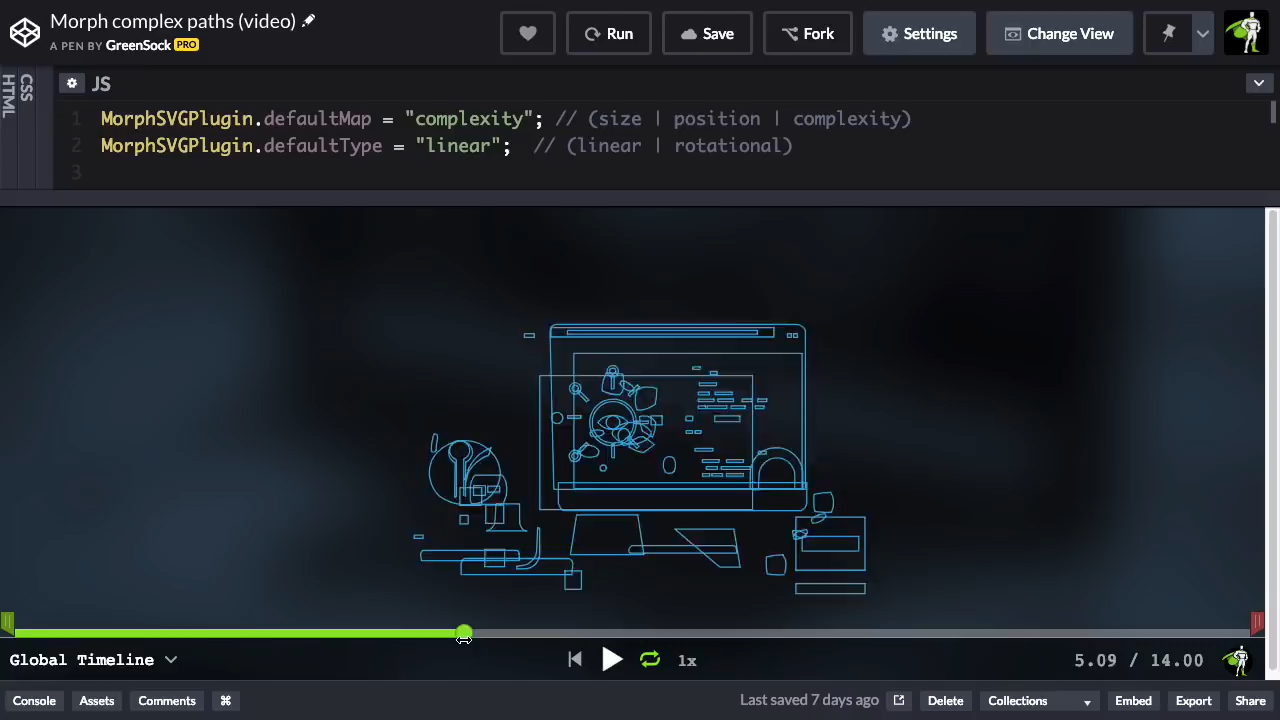 Morph complex paths (video)
A PEN BY GreenSock PRO
Run
Save
Fork
Settings
Change View
HTML
CSS
JS
1 MorphSVGPlugin.defaultMap = "complexity"; // (size | position | complexity)
2 MorphSVGPlugin.defaultType = "linear"; // (linear | rotational)
3
Global Timeline
1x
5.09 / 14.00
Console
Assets
Comments
⌘
Last saved 7 days ago
Delete
Collections
Embed
Export
Share